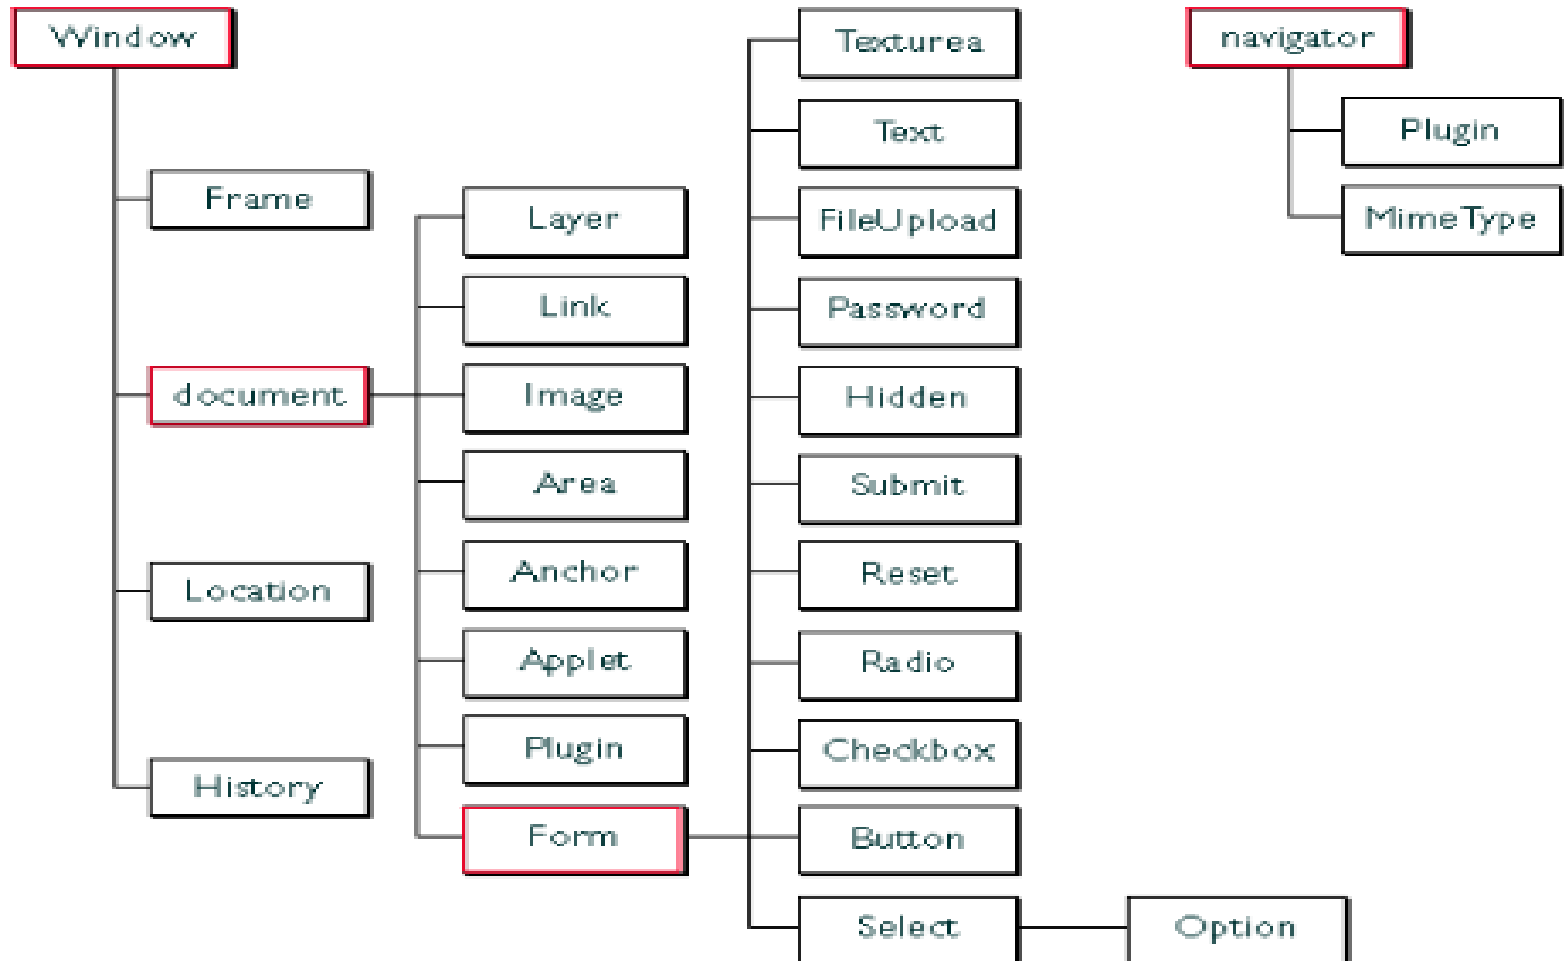 Window
Frame
document
Location
History
Layer
Link
Image
Area
Anchor
Applet
Plugin
Form
Texturea
Text
FileUpload
Password
Hidden
Submit
Reset
Radio
Checkbox
Button
Select
Option
navigator
Plugin
MimeType